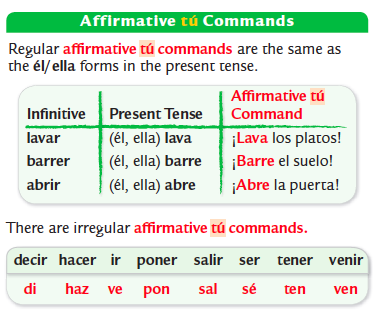 Affirmative tú Commands
Regular affirmative tú commands are the same as
the él/ella forms in the present tense.
Affirmative tú
Infinitive Present Tense Command
lavar (él, ella) lava ¡Lava los platos!
barrer (él, ella) barre ¡Barre el suelo!
abrir (él, ella) abre ¡Abre la puerta!
There are irregular affirmative tú commands.
decir hacer ir poner salir ser tener venir
di haz ve pon sal sé ten ven